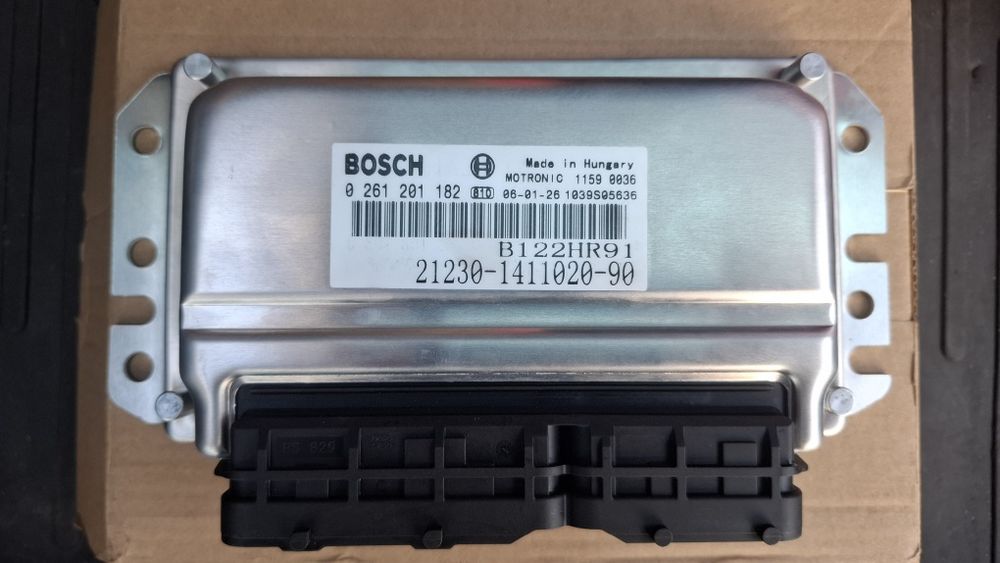 BOSCH
Made in Hungary
MOTRONIC 1159 0036
0 261 201 182 810 06-01-26 1039S05636
B122HR91
21230-1411020-90